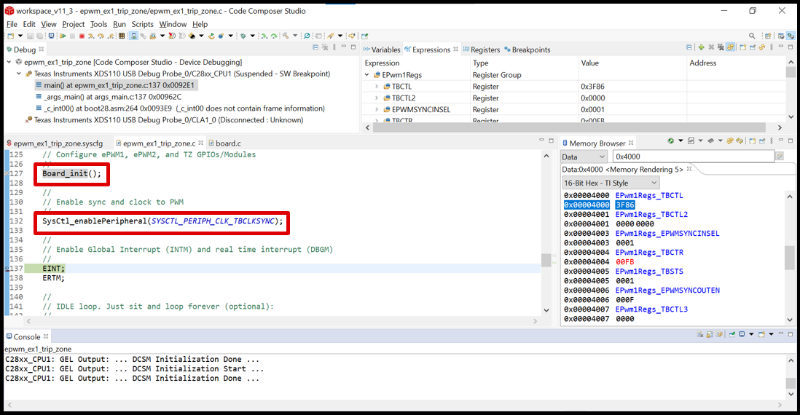 workspace_v11_3 - epwm_ex1_trip_zone/epwm_ex1_trip_zone.c - Code Composer Studio
File Edit View Project Tools Run Scripts Window Help
Debug
epwm_ex1_trip_zone [Code Composer Studio - Device Debugging]
Texas Instruments XDS110 USB Debug Probe_0/C28xx_CPU1 (Suspended - SW Breakpoint)
main() at epwm_ex1_trip_zone.c:137 0x0092E1
_args_main() at args_main.c:137 0x00962C
_c_int00() at boot28.asm:264 0x0093E9 (_c_int00 does not contain frame information)
Texas Instruments XDS110 USB Debug Probe_0/CLA1_0 (Disconnected : Unknown)
Variables Expressions Registers Breakpoints
Expression Type Value Address
EPwm1Regs Register Group
TBCTL Register 0x3F86
TBCTL2 Register 0x0000
EPWMSYNCINSEL Register 0x0001
TBCTR Register 0x00FB
epwm_ex1_trip_zone.syscfg epwm_ex1_trip_zone.c board.c
125 // Configure ePWM1, ePWM2, and TZ GPIOs/Modules
126 //
127 Board_init();
128
129 //
130 // Enable sync and clock to PWM
131 //
132 SysCtl_enablePeripheral(SYSCTL_PERIPH_CLK_TBCLKSYNC);
133
134 //
135 // Enable Global Interrupt (INTM) and real time interrupt (DBGM)
136 //
137 EINT;
138 ERTM;
139
140 //
141 // IDLE loop. Just sit and loop forever (optional):
142 //
Memory Browser
Data 0x4000
Data:0x4000 <Memory Rendering 5>
16-Bit Hex - TI Style
0x00004000 EPwm1Regs_TBCTL
0x00004000 3F86
0x00004001 EPwm1Regs_TBCTL2
0x00004001 0000 0000
0x00004003 EPwm1Regs_EPWMSYNCINSEL
0x00004003 0001
0x00004004 EPwm1Regs_TBCTR
0x00004004 00FB
0x00004005 EPwm1Regs_TBSTS
0x00004005 0001
0x00004006 EPwm1Regs_EPWMSYNCOUTEN
0x00004006 000F
0x00004007 EPwm1Regs_TBCTL3
0x00004007 0000
Console
epwm_ex1_trip_zone
C28xx_CPU1: GEL Output: ... DCSM Initialization Done ...
C28xx_CPU1: GEL Output: ... DCSM Initialization Start ...
C28xx_CPU1: GEL Output: ... DCSM Initialization Done ...